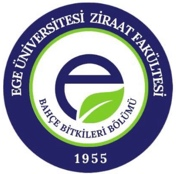 EGE ÜNİVERSİTESİ ZİRAAT FAKÜLTESİ
BAHÇE BİTKİLERİ BÖLÜMÜ
1955